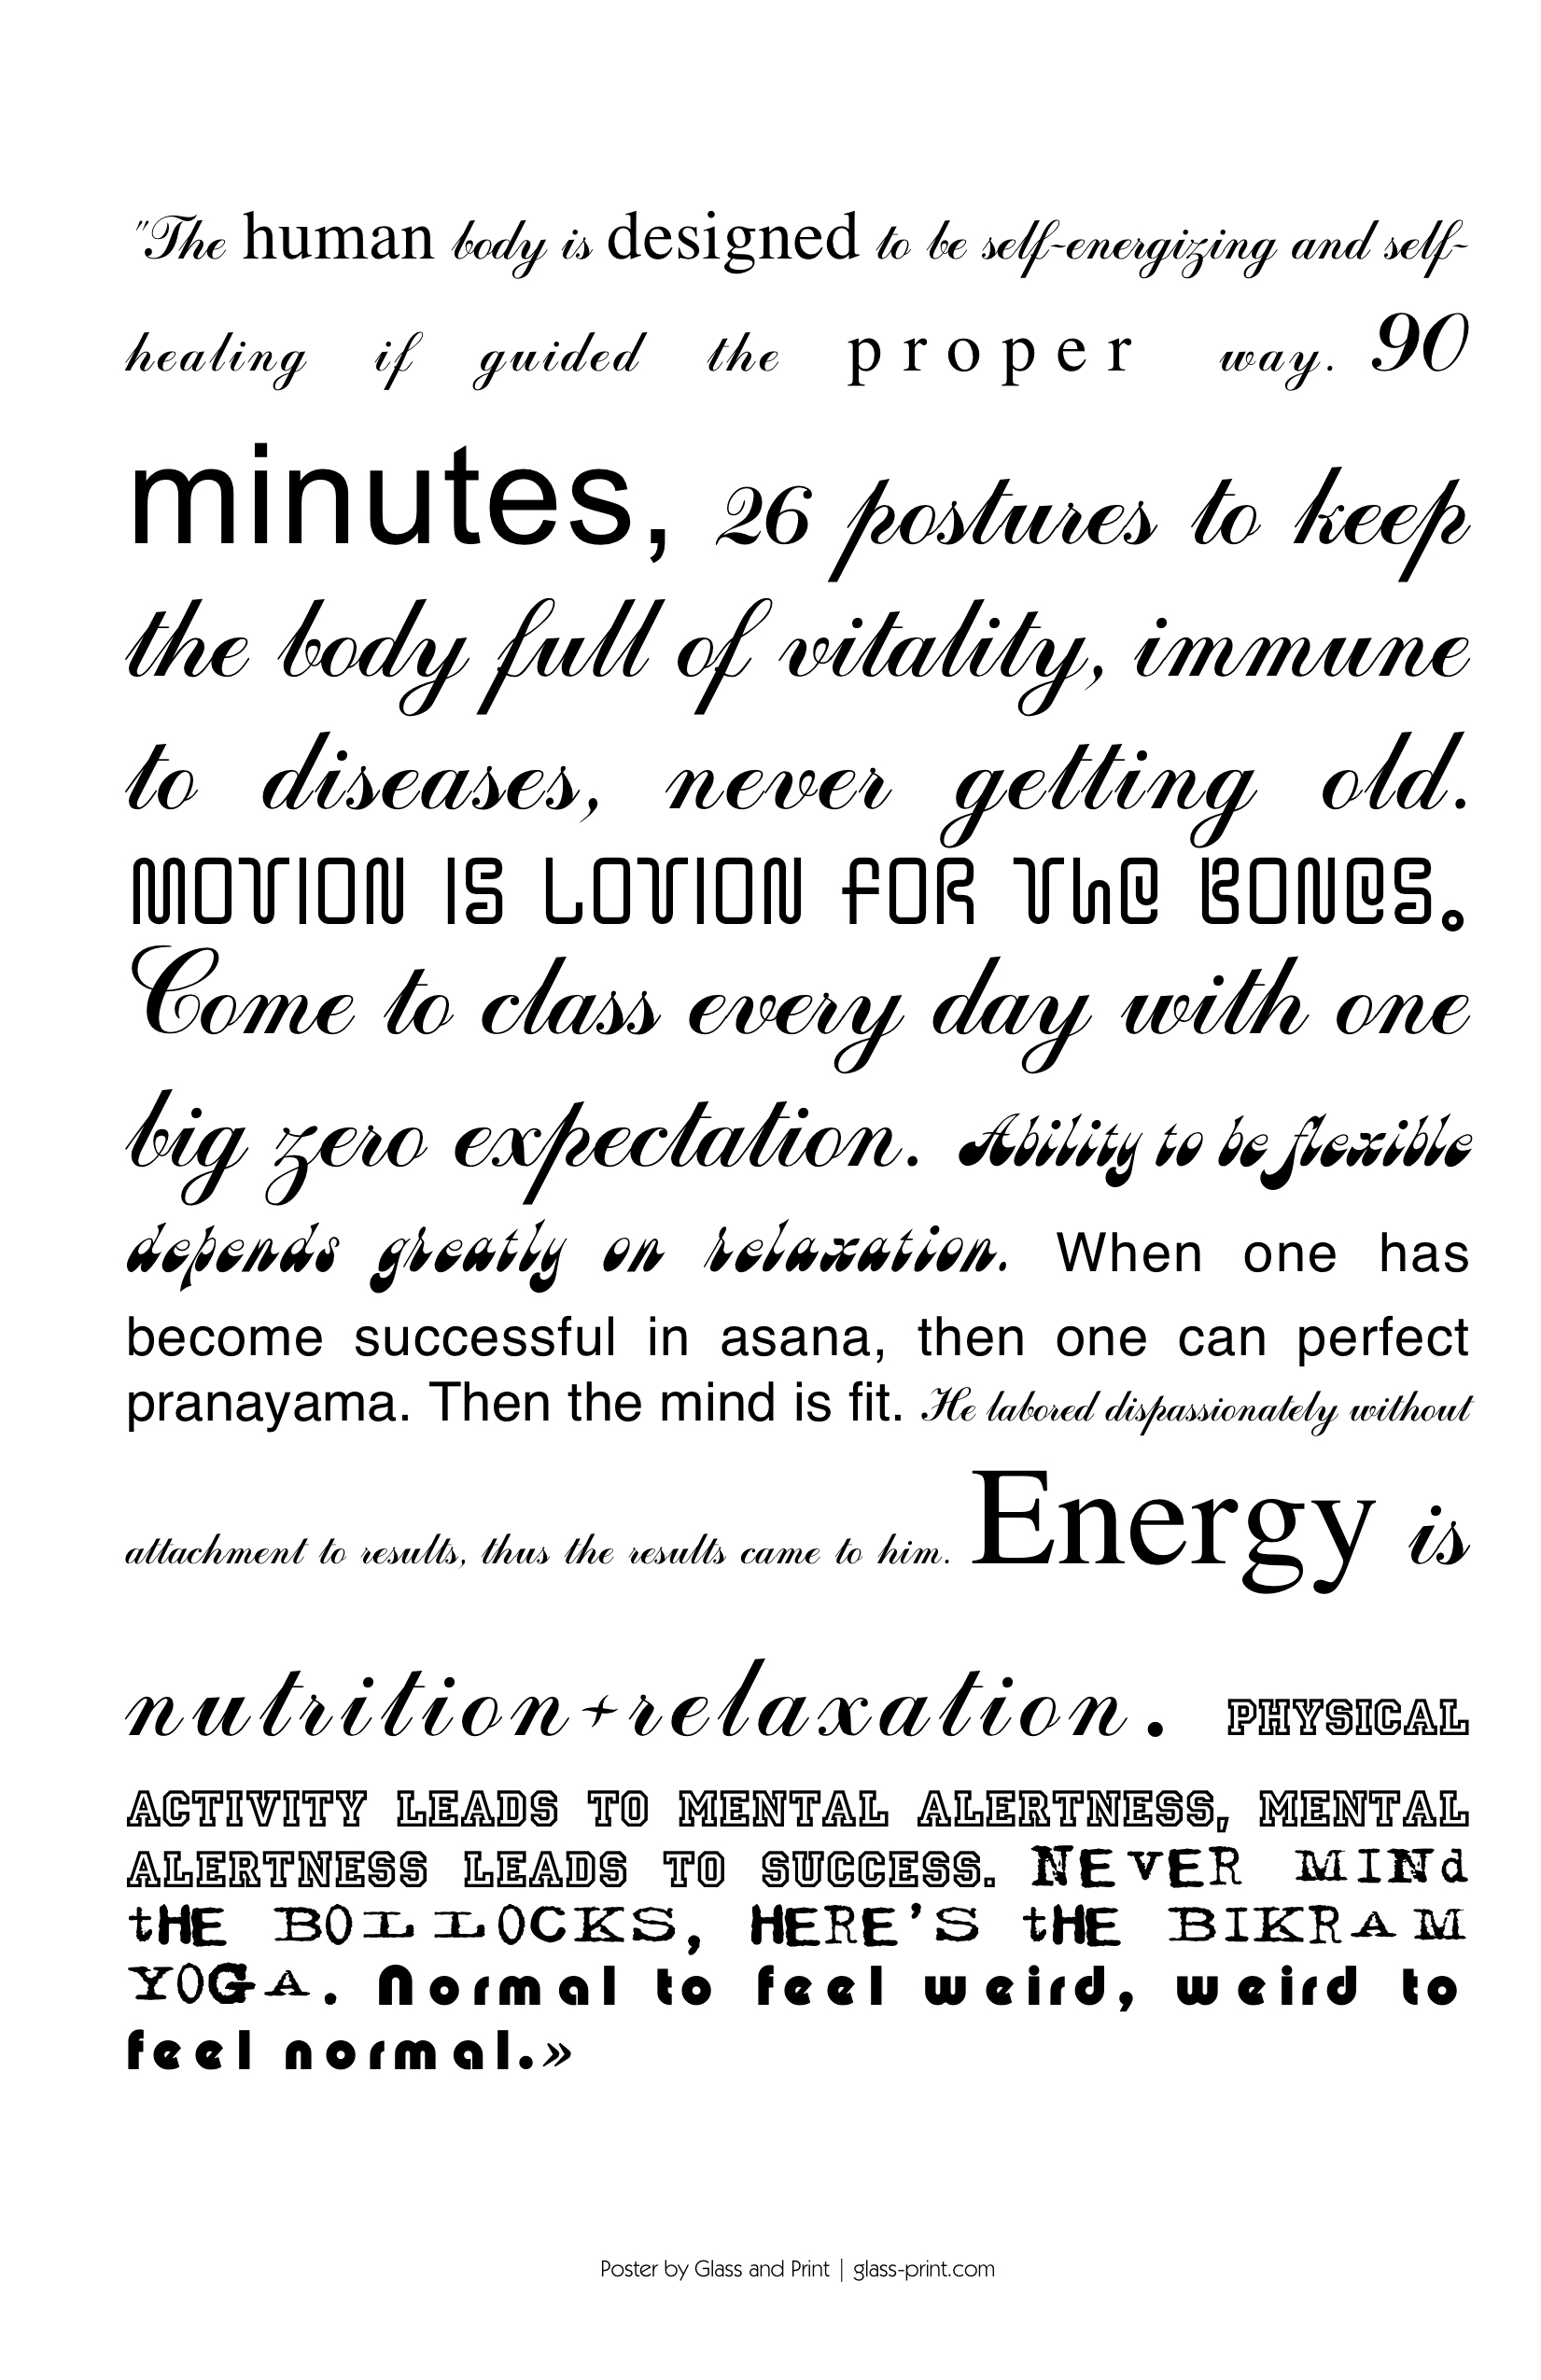 "The human body is designed to be self-energizing and self-
healing if guided the proper way. 90
minutes, 26 postures to keep
the body full of vitality, immune
to diseases, never getting old.
MOTION IS LOTION FOR The BONeS.
Come to class every day with one
big zero expectation. Ability to be flexible
depends greatly on relaxation. When one has
become successful in asana, then one can perfect
pranayama. Then the mind is fit. He labored dispassionately without
attachment to results, thus the results came to him. Energy is
nutrition+relaxation. PHYSICAL
ACTIVITY LEADS TO MENTAL ALERTNESS, MENTAL
ALERTNESS LEADS TO SUCCESS. NEVER MINd
tHE BOLLOCKS, HERE'S tHE BIKRAM
YOGA. Normal to feel weird, weird to
feel normal.»
Poster by Glass and Print | glass-print.com